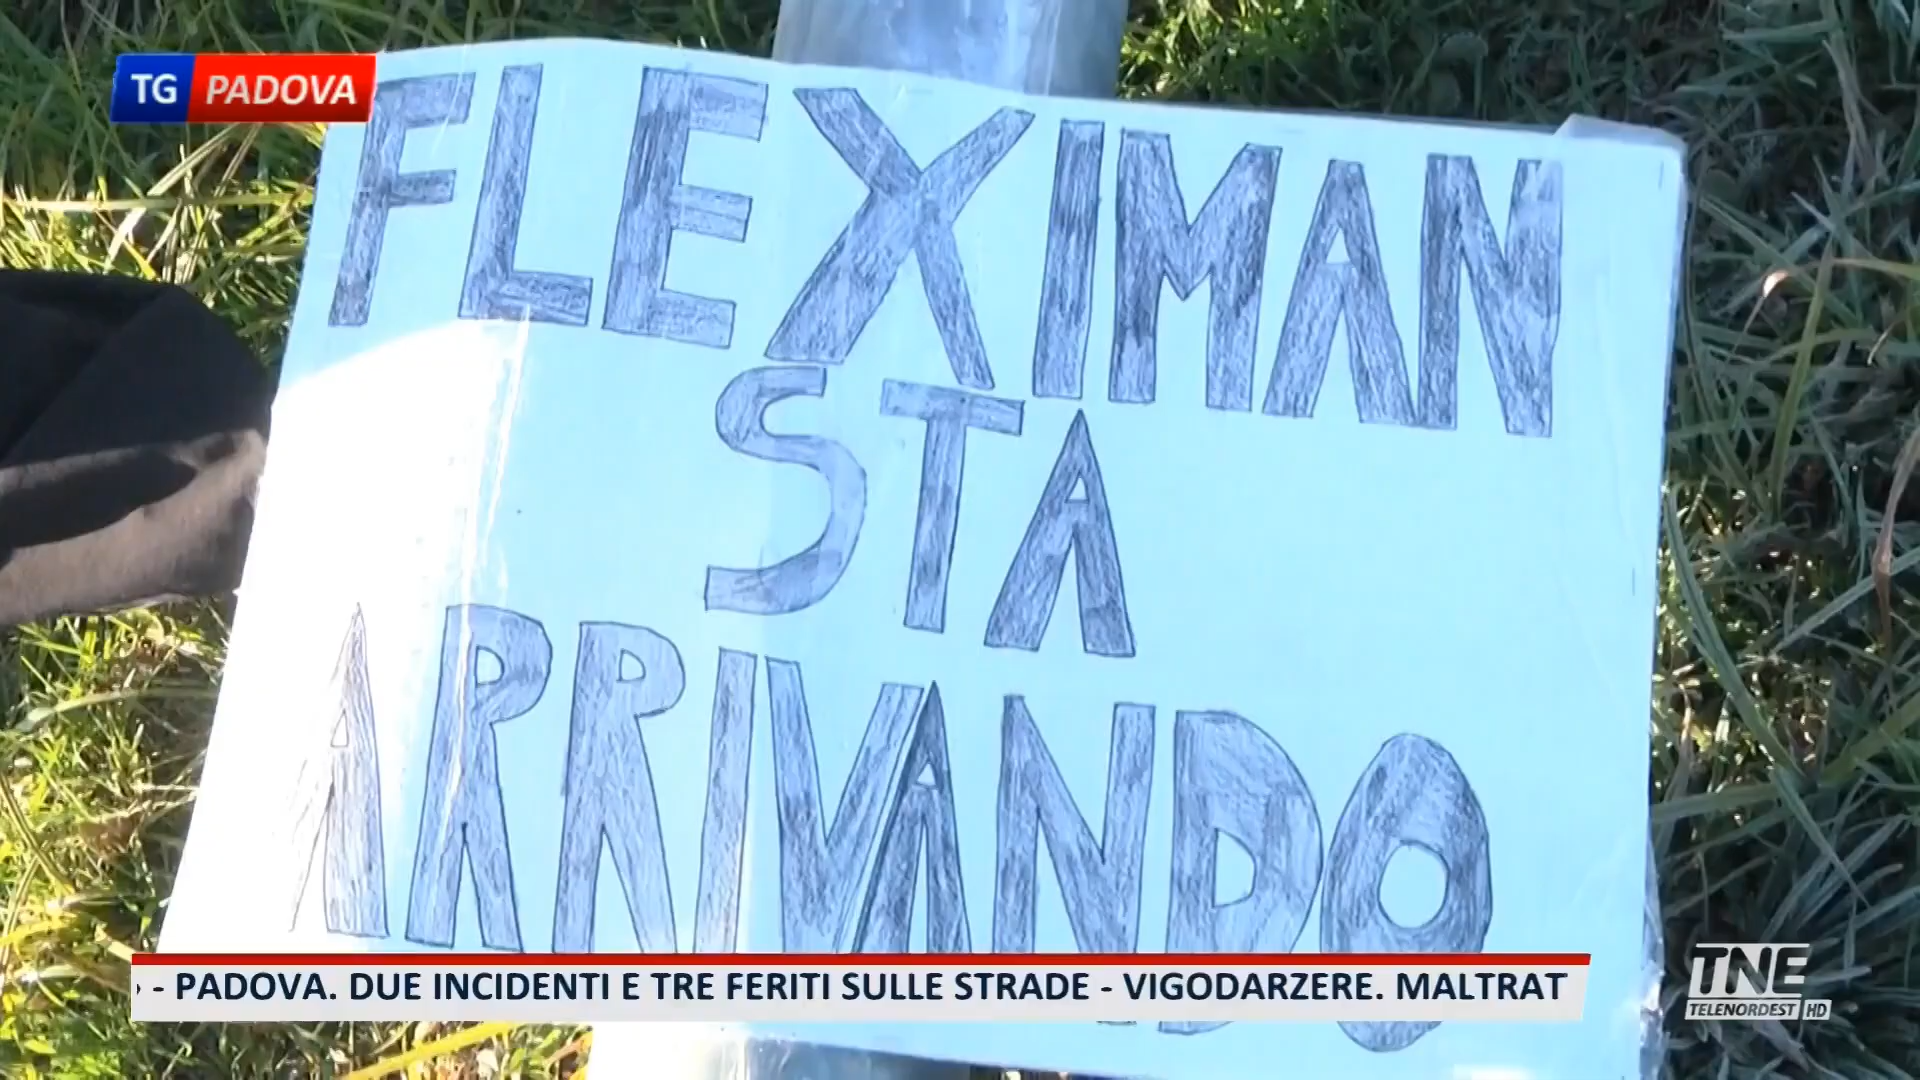 TG PADOVA
FLEXIMAN
STA
ARRIVANDO
- PADOVA. DUE INCIDENTI E TRE FERITI SULLE STRADE - VIGODARZERE. MALTRAT
TNE
TELENORDEST HD